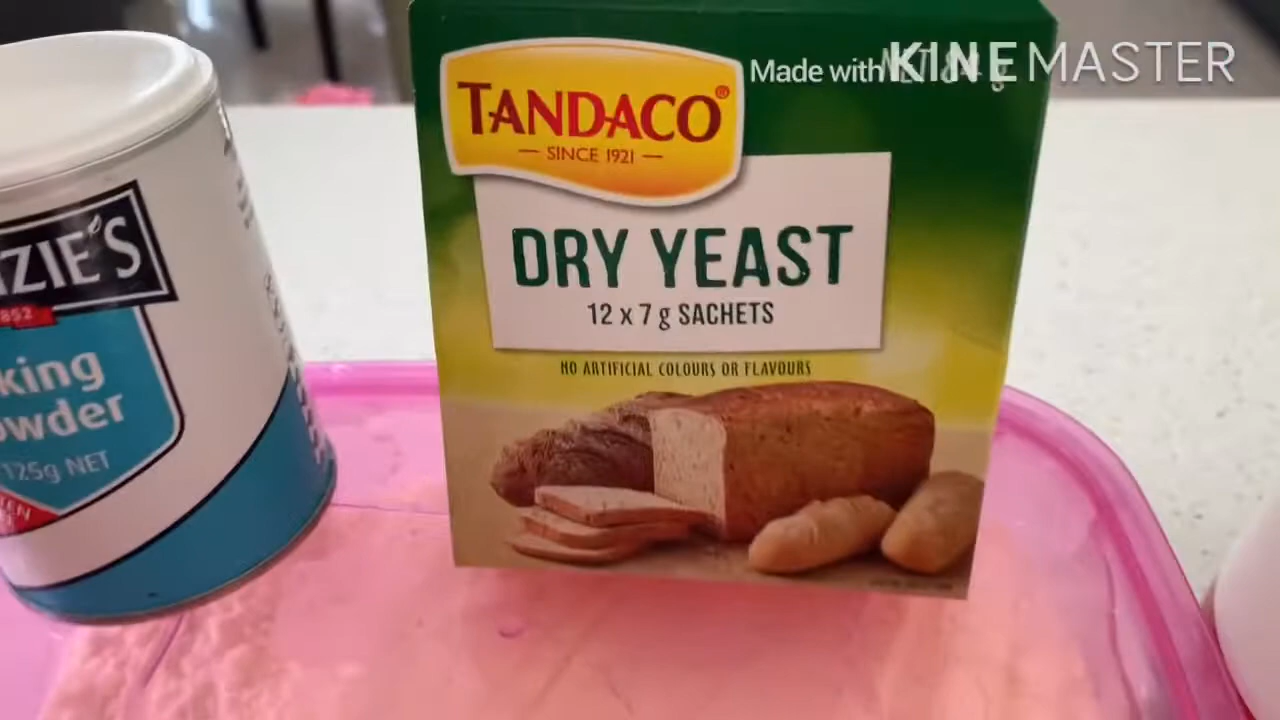 Made with KINEMASTER
TANDACO®
SINCE 1921
DRY YEAST
12 x 7 g SACHETS
NO ARTIFICIAL COLOURS OR FLAVOURS
ZIE'S
852
king
owder
125g NET